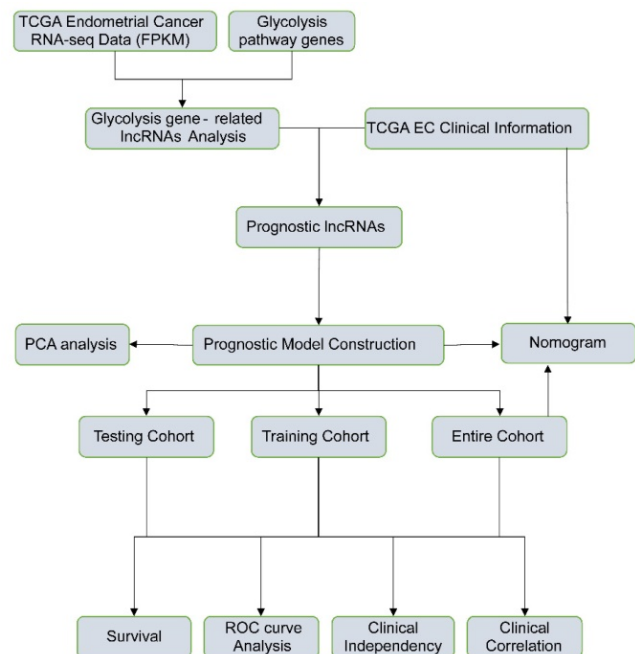 TCGA Endometrial Cancer
RNA-seq Data (FPKM)
Glycolysis
pathway genes
Glycolysis gene - related
lncRNAs Analysis
TCGA EC Clinical Information
Prognostic lncRNAs
PCA analysis
Prognostic Model Construction
Nomogram
Testing Cohort
Training Cohort
Entire Cohort
Survival
ROC curve
Analysis
Clinical
Independency
Clinical
Correlation